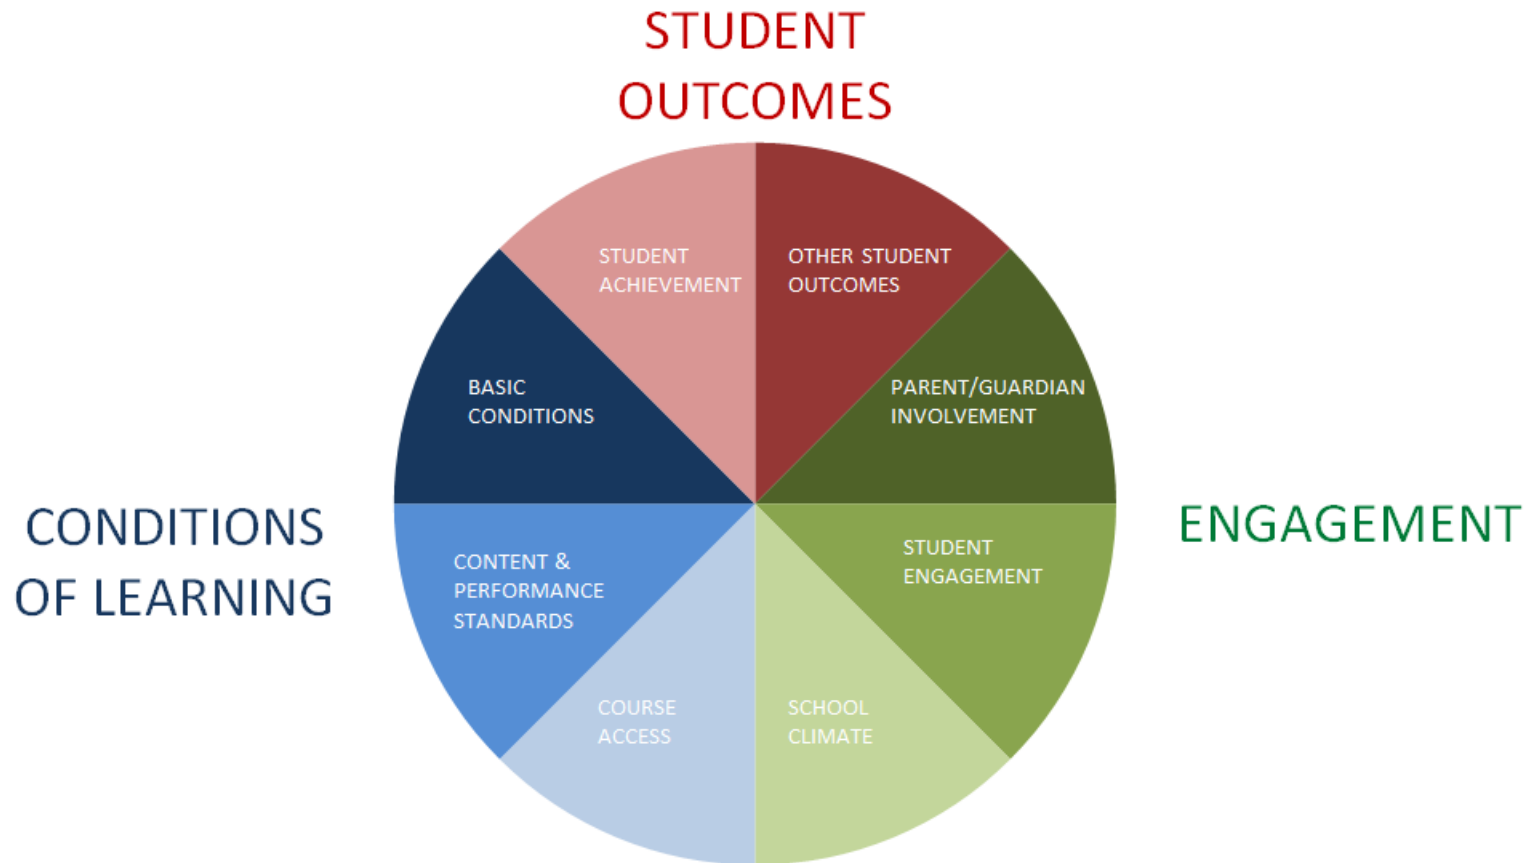 STUDENT
OUTCOMES
STUDENT
ACHIEVEMENT
OTHER STUDENT
OUTCOMES
BASIC
CONDITIONS
PARENT/GUARDIAN
INVOLVEMENT
CONDITIONS
OF LEARNING
ENGAGEMENT
CONTENT &
PERFORMANCE
STANDARDS
STUDENT
ENGAGEMENT
COURSE
ACCESS
SCHOOL
CLIMATE